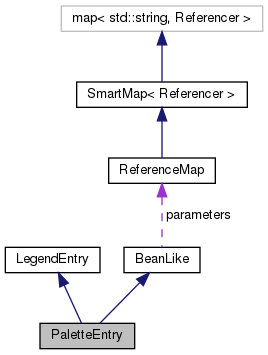 map< std::string, Referencer >
SmartMap< Referencer >
ReferenceMap
parameters
LegendEntry
BeanLike
PaletteEntry